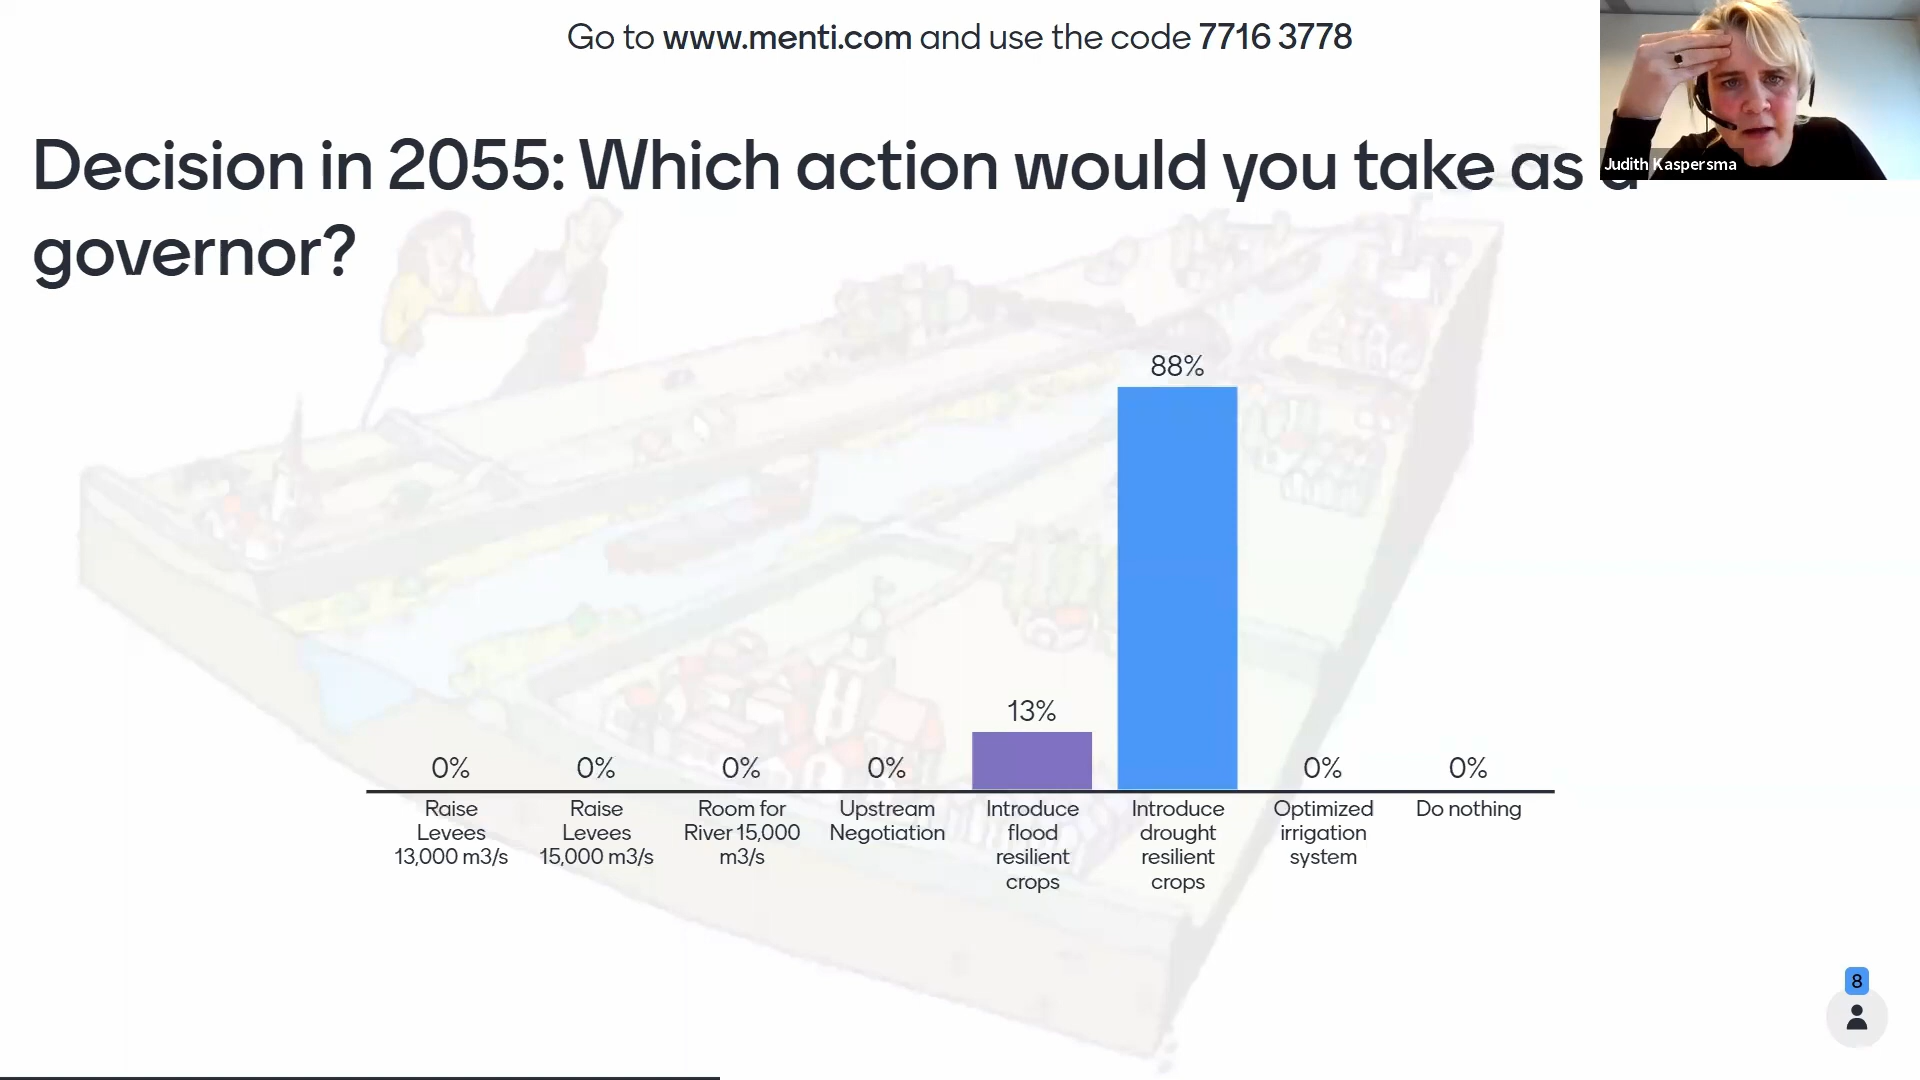 Go to www.menti.com and use the code 7716 3778
Decision in 2055: Which action would you take as a
governor?
Judith Kaspersma
88%
13%
0%
0%
0%
0%
0%
0%
Raise
Levees
13,000 m3/s
Raise
Levees
15,000 m3/s
Room for
River 15,000
m3/s
Upstream
Negotiation
Introduce
flood
resilient
crops
Introduce
drought
resilient
crops
Optimized
irrigation
system
Do nothing
8